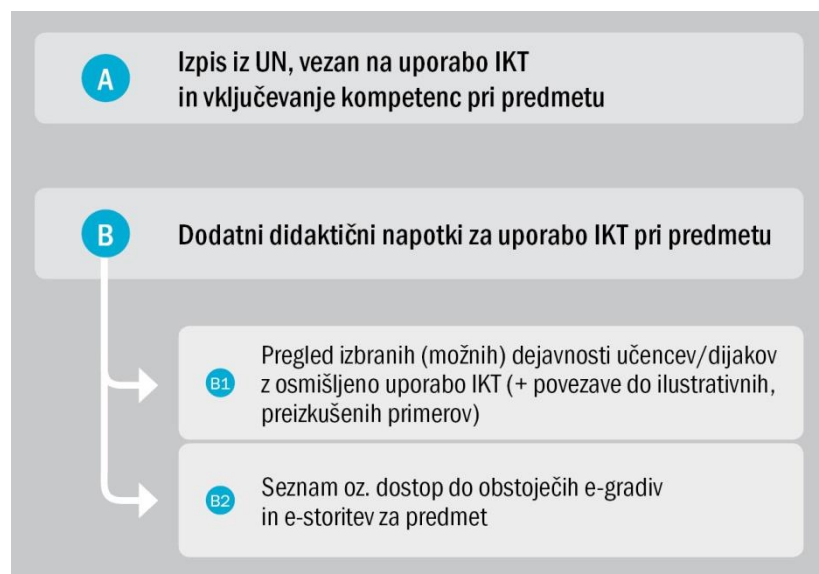 A
Izpis iz UN, vezan na uporabo IKT
in vključevanje kompetenc pri predmetu
B
Dodatni didaktični napotki za uporabo IKT pri predmetu
B1
Pregled izbranih (možnih) dejavnosti učencev/dijakov
z osmišljeno uporabo IKT (+ povezave do ilustrativnih,
preizkušenih primerov)
B2
Seznam oz. dostop do obstoječih e-gradiv
in e-storitev za predmet